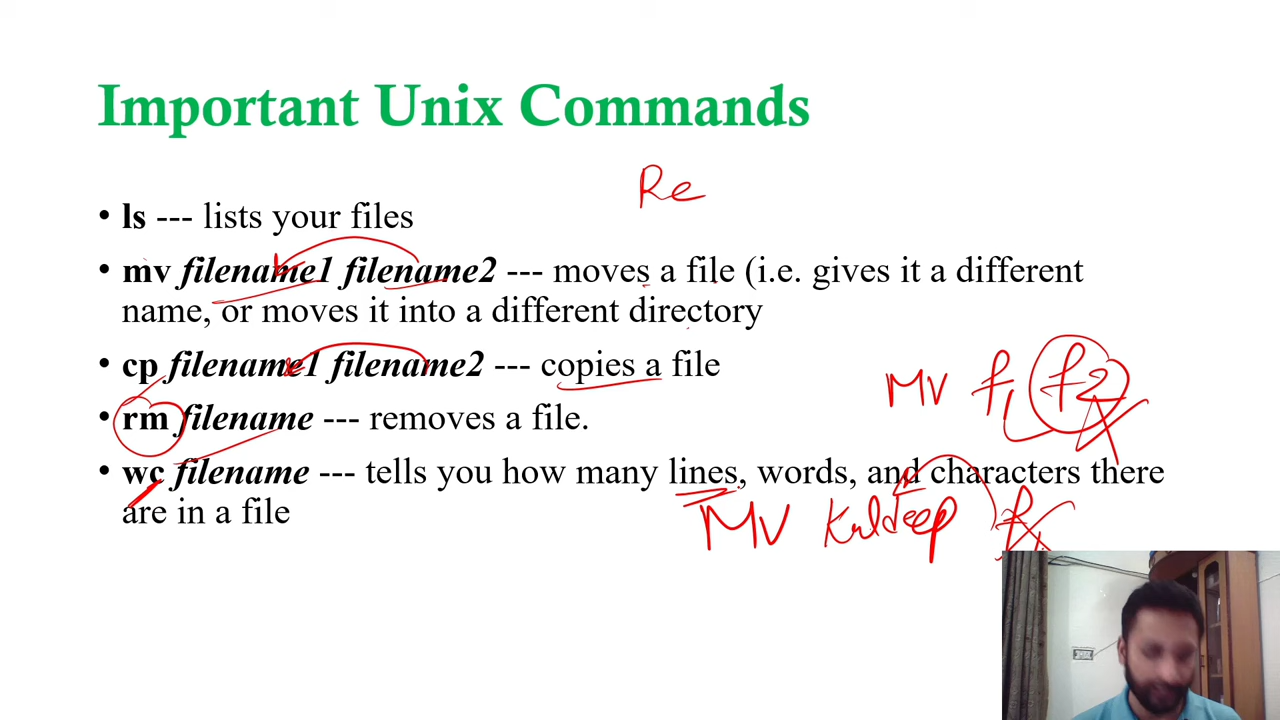 Important Unix Commands
Re
• ls --- lists your files
• mv filename1 filename2 --- moves a file (i.e. gives it a different
name, or moves it into a different directory
• cp filename1 filename2 --- copies a file
Mv f1 f2
• rm filename --- removes a file.
• wc filename --- tells you how many lines, words, and characters there
are in a file
Mv Kuldeep